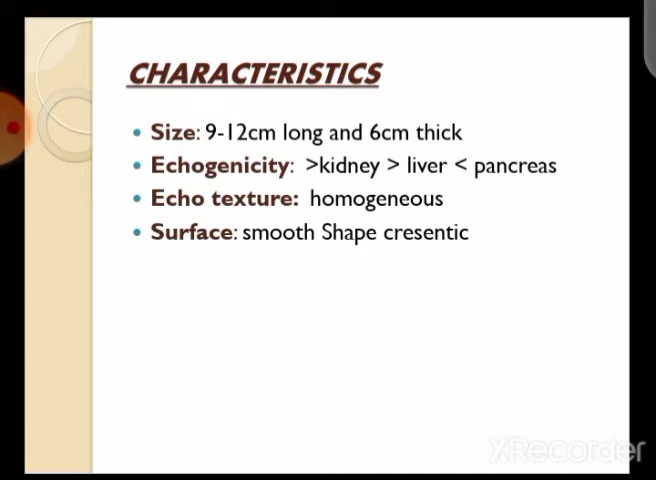 CHARACTERISTICS
• Size: 9-12cm long and 6cm thick
• Echogenicity: >kidney > liver < pancreas
• Echo texture: homogeneous
• Surface: smooth Shape cresentic
XRecorder